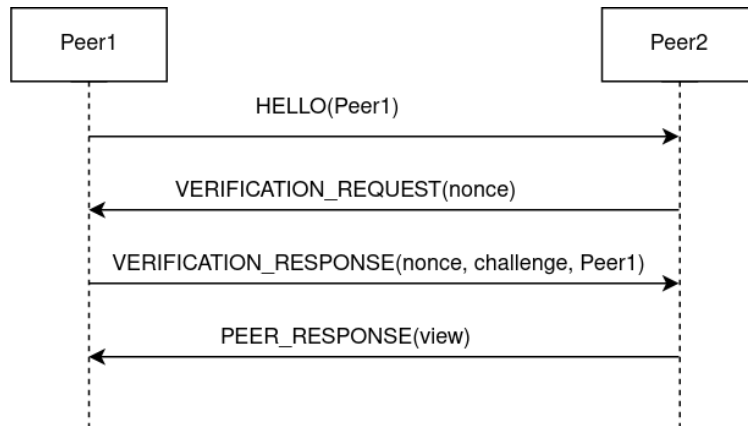 Peer1
Peer2
HELLO(Peer1)
VERIFICATION_REQUEST(nonce)
VERIFICATION_RESPONSE(nonce, challenge, Peer1)
PEER_RESPONSE(view)